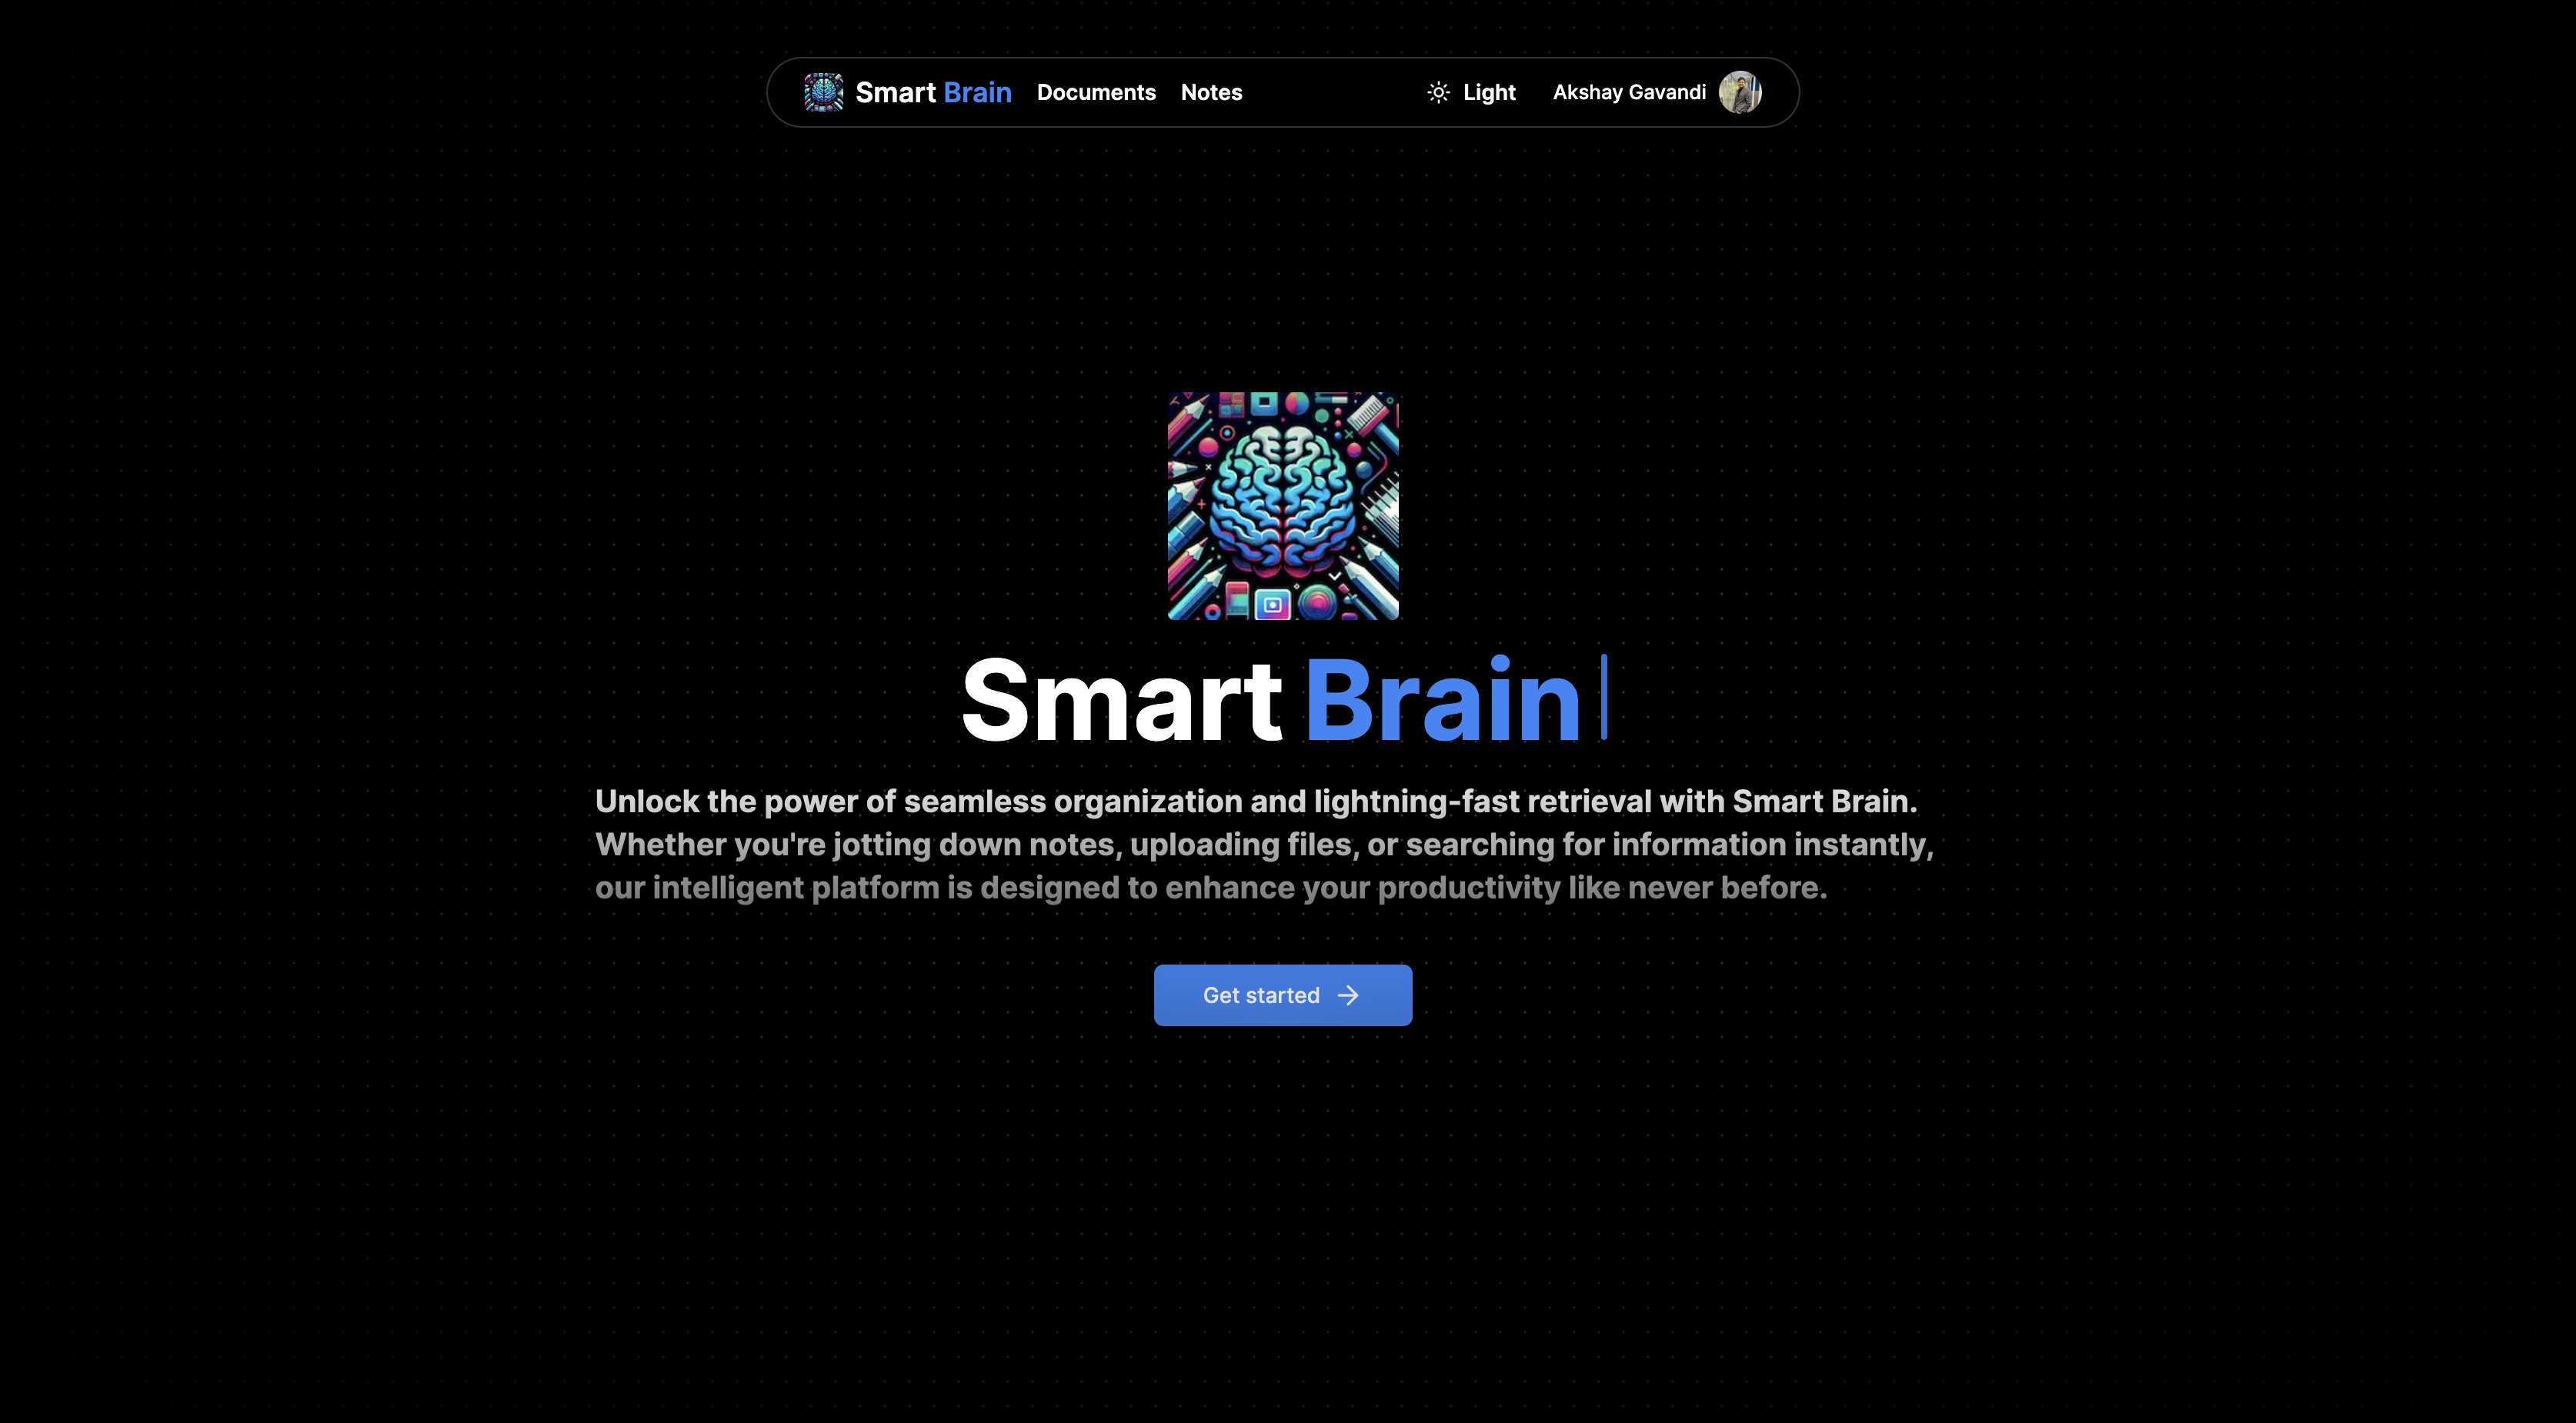 Smart Brain Documents Notes Light Akshay Gavandi
Smart Brain
Unlock the power of seamless organization and lightning-fast retrieval with Smart Brain.
Whether you're jotting down notes, uploading files, or searching for information instantly,
our intelligent platform is designed to enhance your productivity like never before.
Get started